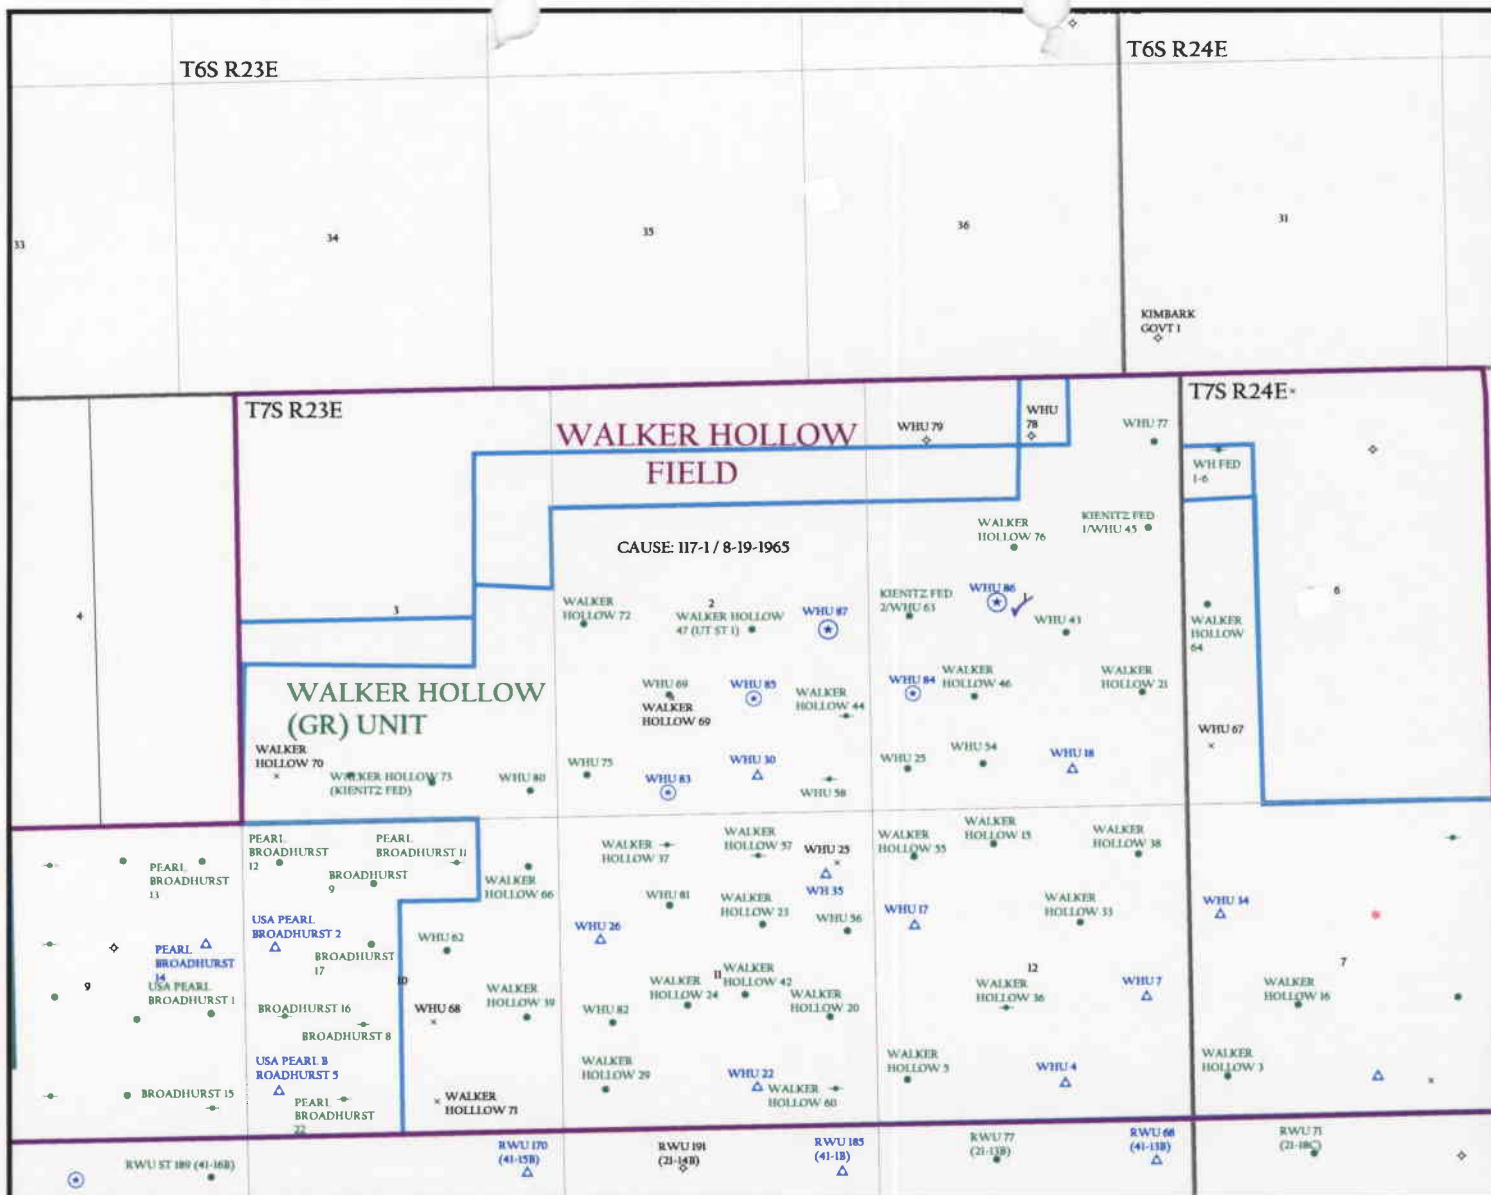 T6S R23E
T6S R24E
33
34
35
36
31
KIMBARK
GOVT 1
T7S R23E
T7S R24E
WALKER HOLLOW
FIELD
WHU 79
WHU
78
WHU 77
WH FED
1-6
CAUSE: 117-1 / 8-19-1965
WALKER
HOLLOW 76
KIENITZ FED
1/WHU 45
4
3
2
1
6
WALKER
HOLLOW 72
WALKER HOLLOW
47 (UT ST 1)
WHU 87
KIENITZ FED
2/WHU 63
WHU 86
WHU 43
WALKER
HOLLOW
64
WALKER HOLLOW
(GR) UNIT
WHU 69
WALKER
HOLLOW 69
WHU 85
WALKER
HOLLOW 44
WHU 84
WALKER
HOLLOW 46
WALKER
HOLLOW 21
WHU 67
WALKER
HOLLOW 70
WALKER HOLLOW 73
(KIENITZ FED)
WHU 80
WHU 75
WHU 83
WHU 30
WHU 58
WHU 25
WHU 54
WHU 18
PEARL
BROADHURST
13
PEARL
BROADHURST
12
PEARL
BROADHURST 11
BROADHURST
9
WALKER
HOLLOW 66
WALKER
HOLLOW 37
WALKER
HOLLOW 57
WHU 25
WH 35
WALKER
HOLLOW 55
WALKER
HOLLOW 15
WALKER
HOLLOW 38
WHU 81
WALKER
HOLLOW 23
WHU 56
WHU 17
WALKER
HOLLOW 33
WHU 14
USA PEARL
BROADHURST 2
WHU 26
WHU 62
PEARL
BROADHURST
14
BROADHURST
17
9
10
11
12
7
USA PEARL
BROADHURST 1
BROADHURST 16
BROADHURST 8
WHU 68
WALKER
HOLLOW 39
WHU 82
WALKER
HOLLOW 24
WALKER
HOLLOW 42
WALKER
HOLLOW 20
WALKER
HOLLOW 36
WHU 7
WALKER
HOLLOW 16
USA PEARL B
ROADHURST 5
BROADHURST 15
PEARL
BROADHURST
22
WALKER
HOLLLOW 71
WALKER
HOLLOW 29
WHU 22
WALKER
HOLLOW 60
WALKER
HOLLOW 5
WHU 4
WALKER
HOLLOW 3
RWU ST 189 (41-16B)
RWU 170
(41-15B)
RWU 191
(21-14B)
RWU 185
(41-1B)
RWU 77
(21-13B)
RWU 68
(41-13B)
RWU 71
(21-18C)